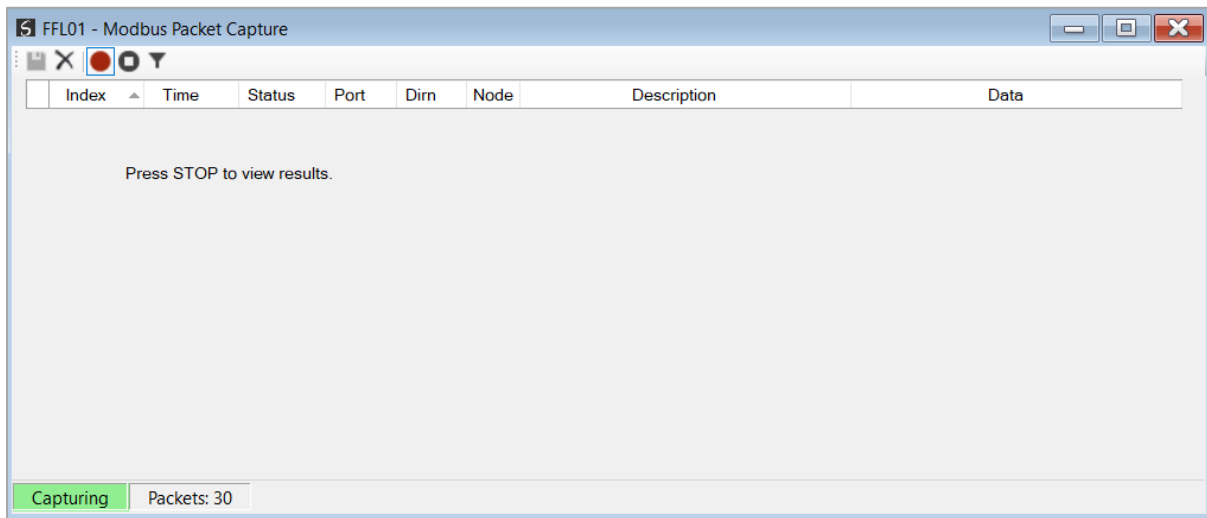 FFL01 - Modbus Packet Capture
Index Time Status Port Dirn Node Description Data
Press STOP to view results.
Capturing Packets: 30